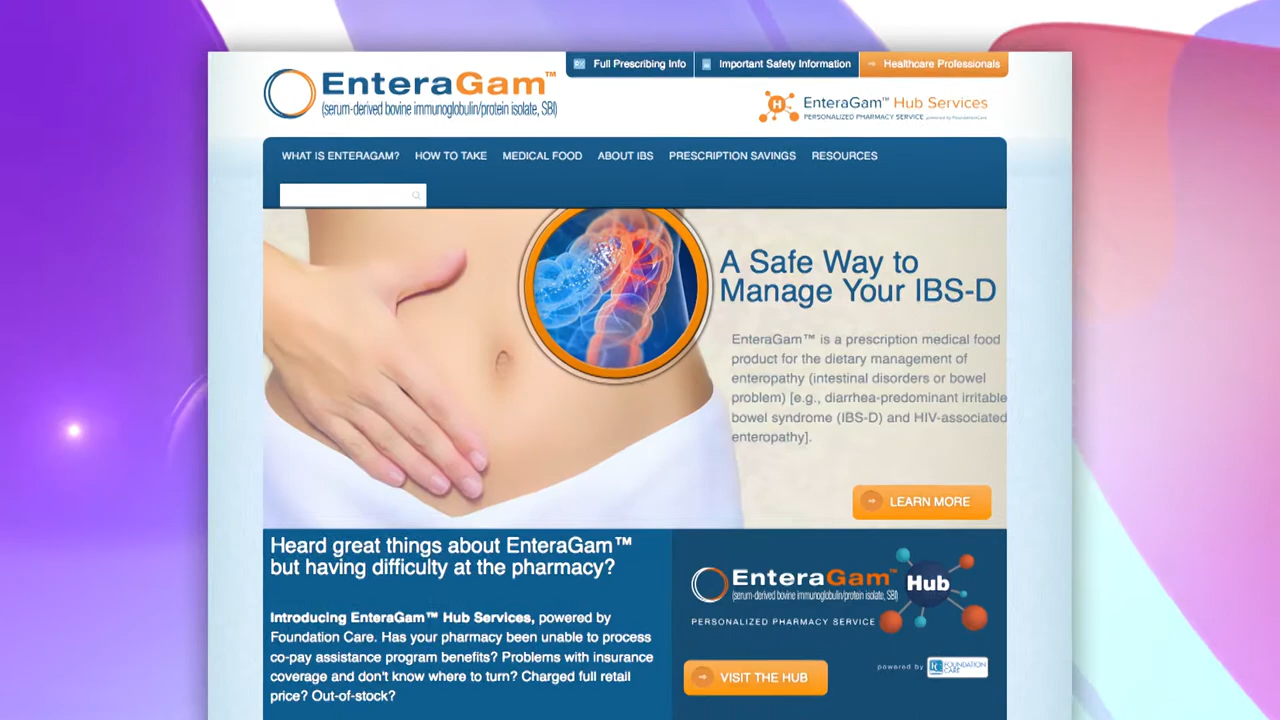 Full Prescribing Info
Important Safety Information
Healthcare Professionals
EnteraGam™
(serum-derived bovine immunoglobulin/protein isolate, SBI)
H
EnteraGam™ Hub Services
PERSONALIZED PHARMACY SERVICE powered by FoundationCare
WHAT IS ENTERAGAM? HOW TO TAKE MEDICAL FOOD ABOUT IBS PRESCRIPTION SAVINGS RESOURCES
A Safe Way to
Manage Your IBS-D
EnteraGam™ is a prescription medical food
product for the dietary management of
enteropathy (intestinal disorders or bowel
problem) [e.g., diarrhea-predominant irritable
bowel syndrome (IBS-D) and HIV-associated
enteropathy].
LEARN MORE
Heard great things about EnteraGam™
but having difficulty at the pharmacy?
Introducing EnteraGam™ Hub Services, powered by
Foundation Care. Has your pharmacy been unable to process
co-pay assistance program benefits? Problems with insurance
coverage and don't know where to turn? Charged full retail
price? Out-of-stock?
EnteraGam™
(serum-derived bovine immunoglobulin/protein isolate, SBI)
Hub
PERSONALIZED PHARMACY SERVICE
powered by
FOUNDATION
CARE
VISIT THE HUB